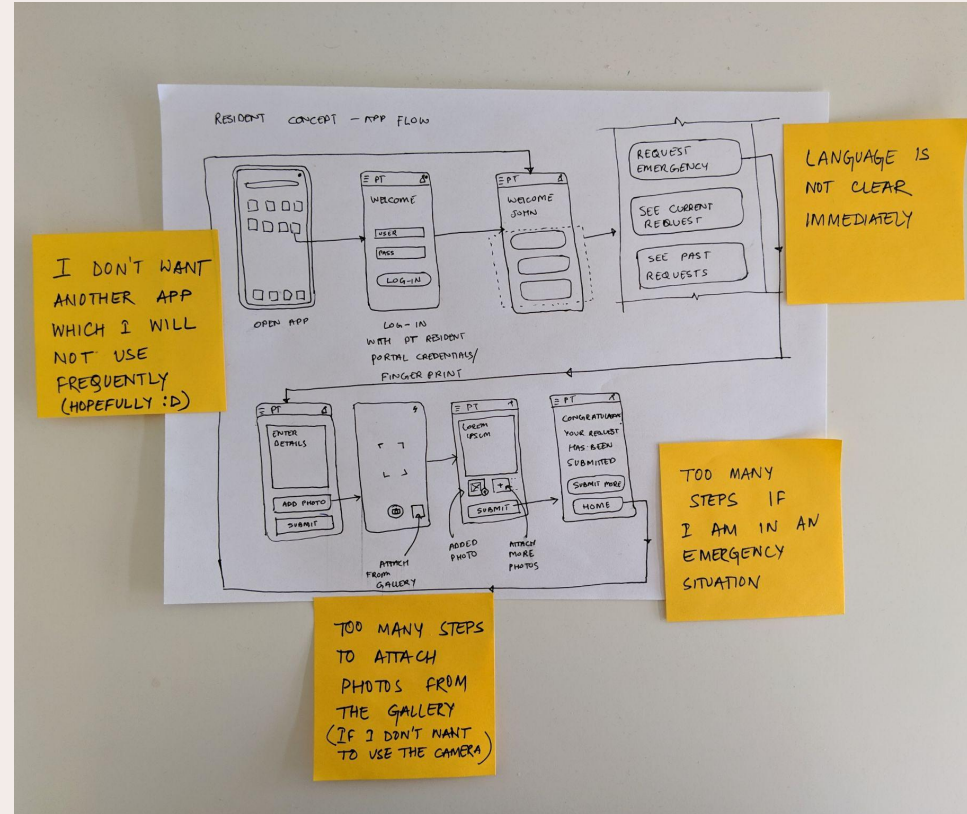 RESIDENT CONCEPT - APP FLOW
OPEN APP
≡ PT
WELCOME
USER
PASS
LOG-IN
LOG-IN
WITH PT RESIDENT
PORTAL CREDENTIALS/
FINGER PRINT
≡ PT
WELCOME
JOHN
REQUEST
EMERGENCY
SEE CURRENT
REQUEST
SEE PAST
REQUESTS
LANGUAGE IS
NOT CLEAR
IMMEDIATELY
I DON'T WANT
ANOTHER APP
WHICH I WILL
NOT USE
FREQUENTLY
(HOPEFULLY :D)
≡ PT
ENTER
DETAILS
ADD PHOTO
SUBMIT
ATTACH
FROM
GALLERY
≡ PT
LOREM
IPSUM
+
SUBMIT
ADDED
PHOTO
ATTACH
MORE
PHOTOS
≡ PT
CONGRATULATION
YOUR REQUEST
HAS BEEN
SUBMITTED
SUBMIT MORE
HOME
TOO MANY
STEPS IF
I AM IN AN
EMERGENCY
SITUATION
TOO MANY STEPS
TO ATTACH
PHOTOS FROM
THE GALLERY
(IF I DON'T WANT
TO USE THE CAMERA)